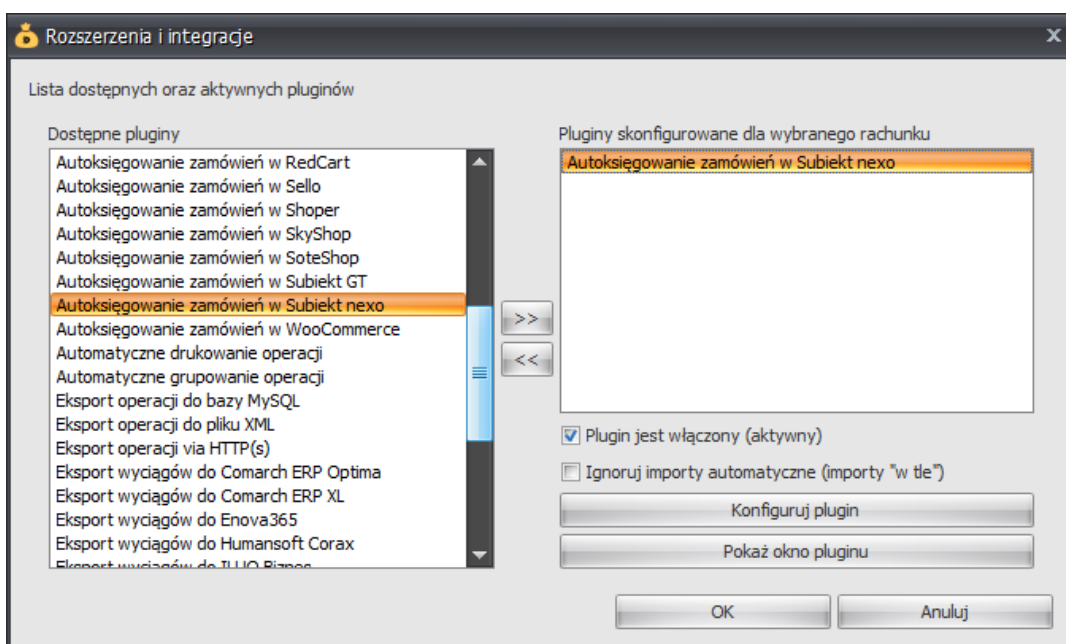 Rozszerzenia i integracje
Lista dostępnych oraz aktywnych pluginów
Dostępne pluginy
Autoksięgowanie zamówień w RedCart
Autoksięgowanie zamówień w Sello
Autoksięgowanie zamówień w Shoper
Autoksięgowanie zamówień w SkyShop
Autoksięgowanie zamówień w SoteShop
Autoksięgowanie zamówień w Subiekt GT
Autoksięgowanie zamówień w Subiekt nexo
Autoksięgowanie zamówień w WooCommerce
Automatyczne drukowanie operacji
Automatyczne grupowanie operacji
Eksport operacji do bazy MySQL
Eksport operacji do pliku XML
Eksport operacji via HTTP(s)
Eksport wyciągów do Comarch ERP Optima
Eksport wyciągów do Comarch ERP XL
Eksport wyciągów do Enova365
Eksport wyciągów do Humansoft Corax
Eksport wyciągów do
>>
<<
Pluginy skonfigurowane dla wybranego rachunku
Autoksięgowanie zamówień w Subiekt nexo
Plugin jest włączony (aktywny)
Ignoruj importy automatyczne (importy "w tle")
Konfiguruj plugin
Pokaż okno pluginu
OK
Anuluj